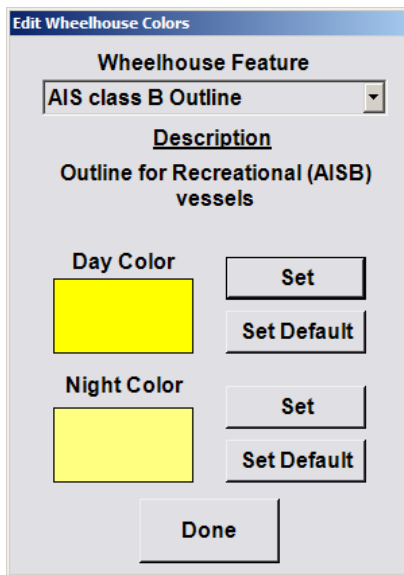 Edit Wheelhouse Colors
Wheelhouse Feature
AIS class B Outline
Description
Outline for Recreational (AISB)
vessels
Day Color
Set
Set Default
Night Color
Set
Set Default
Done